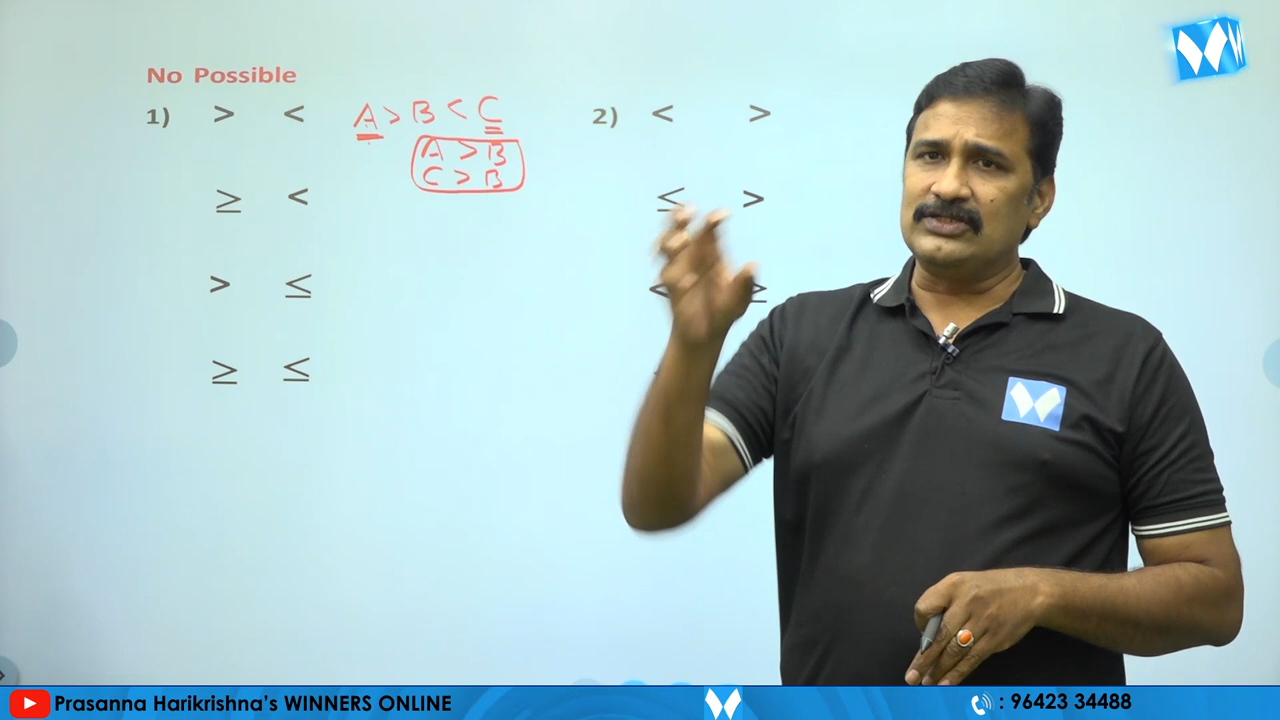 No Possible
1) > < A > B < C 2) < >
A > B
C > B
≥ < ≤ >
> ≤
≥ ≤
Prasanna Harikrishna's WINNERS ONLINE : 96423 34488